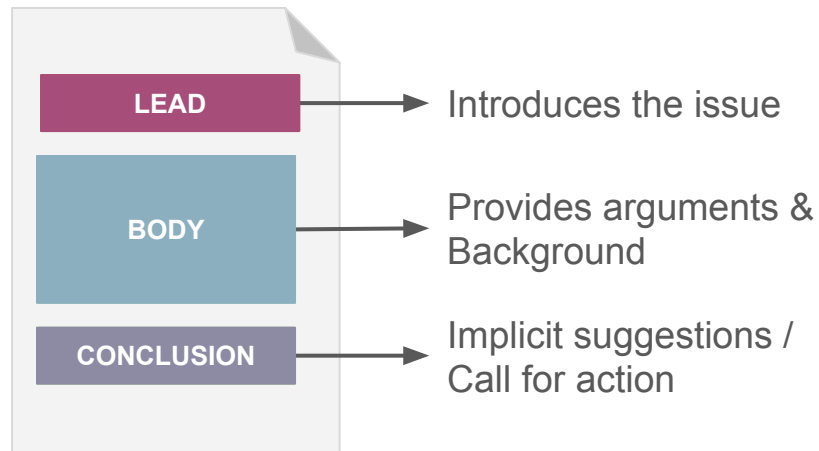 LEAD
Introduces the issue
BODY
Provides arguments &
Background
CONCLUSION
Implicit suggestions /
Call for action